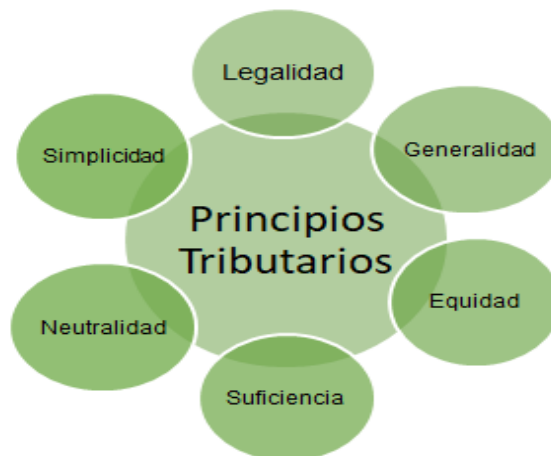 Legalidad
Generalidad
Equidad
Suficiencia
Neutralidad
Simplicidad
Principios
Tributarios